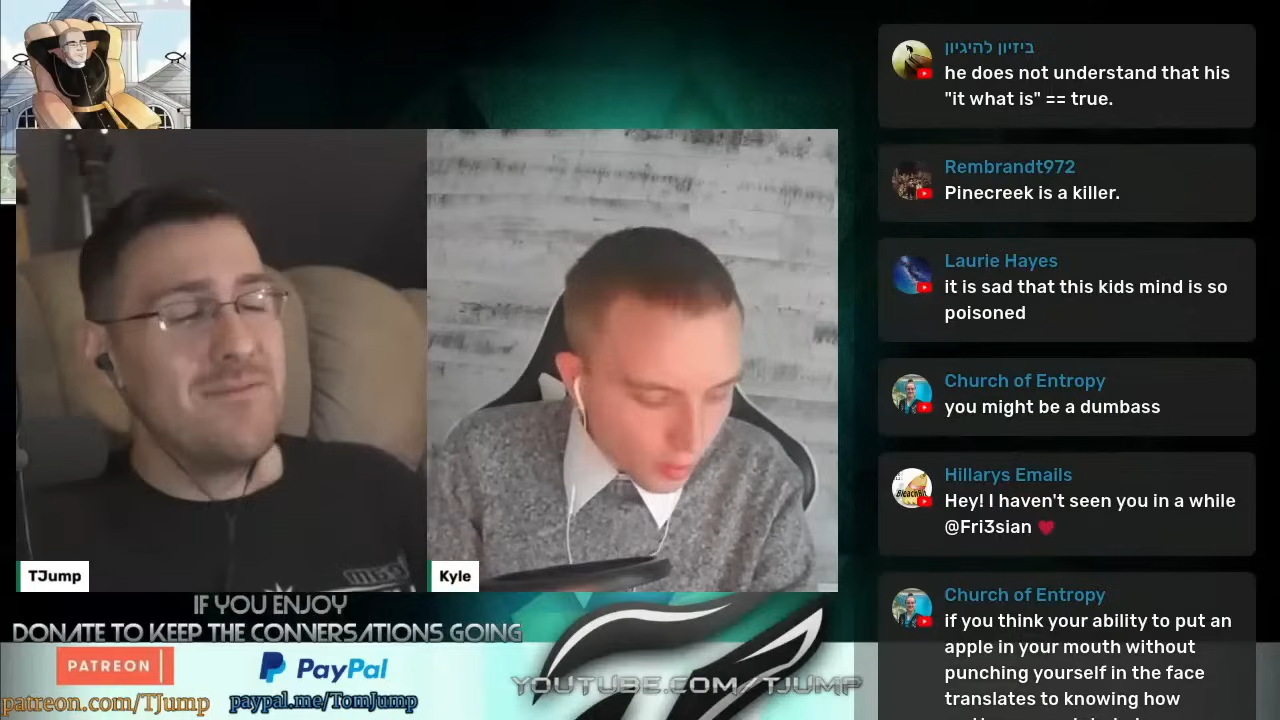 ביזיון להיגיון
he does not understand that his
"it what is" == true.
Rembrandt972
Pinecreek is a killer.
Laurie Hayes
it is sad that this kids mind is so
poisoned
Church of Entropy
you might be a dumbass
Hillarys Emails
Hey! I haven't seen you in a while
@Fri3sian ♥
Church of Entropy
if you think your ability to put an
apple in your mouth without
punching yourself in the face
translates to knowing how
TJump
Kyle
IF YOU ENJOY
DONATE TO KEEP THE CONVERSATIONS GOING
PATREON
PayPal
patreon.com/TJump
paypal.me/TomJump
YOUTUBE.COM/TJUMP